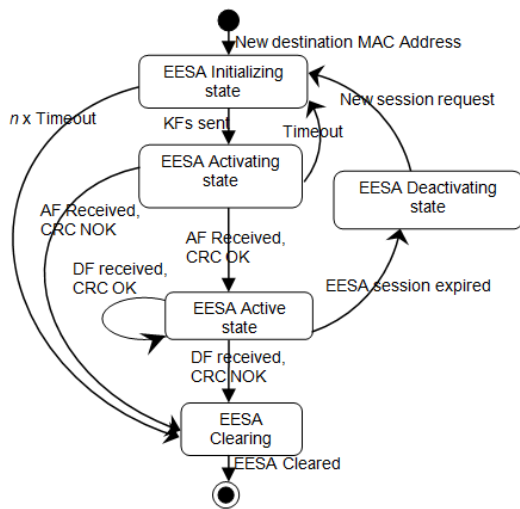 New destination MAC Address
EESA Initializing
state
n x Timeout
KFs sent
Timeout
New session request
EESA Activating
state
EESA Deactivating
state
AF Received,
CRC NOK
AF Received,
CRC OK
DF received,
CRC OK
EESA session expired
EESA Active
state
DF received,
CRC NOK
EESA
Clearing
EESA Cleared